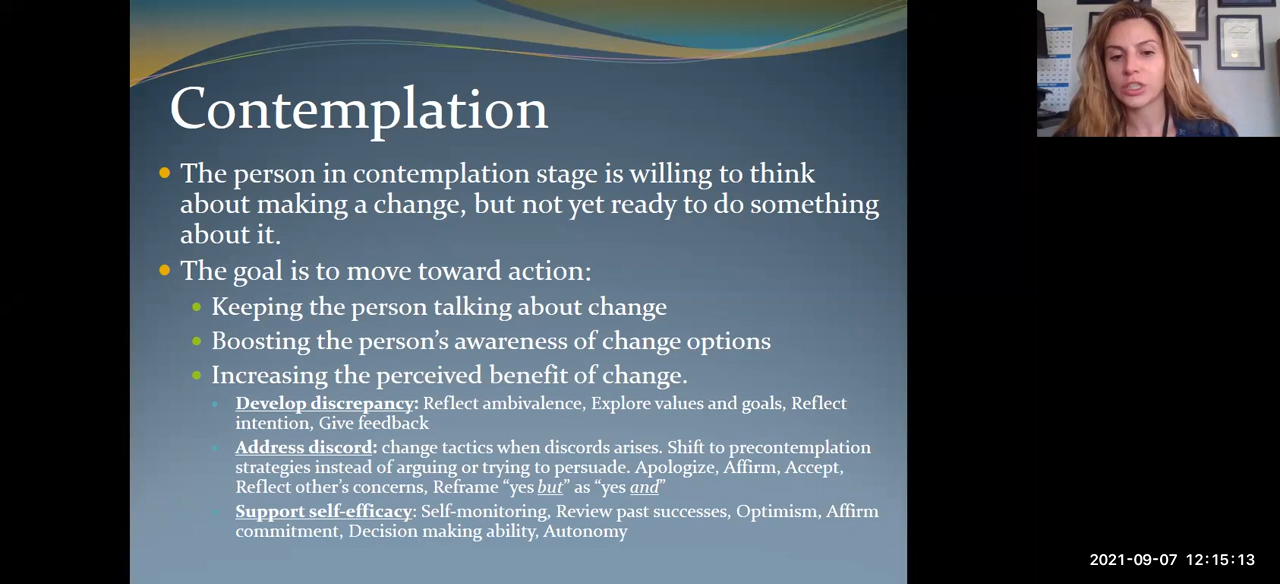 Contemplation
The person in contemplation stage is willing to think
about making a change, but not yet ready to do something
about it.
The goal is to move toward action:
Keeping the person talking about change
Boosting the person's awareness of change options
Increasing the perceived benefit of change.
Develop discrepancy: Reflect ambivalence, Explore values and goals, Reflect
intention, Give feedback
Address discord: change tactics when discords arises. Shift to precontemplation
strategies instead of arguing or trying to persuade. Apologize, Affirm, Accept,
Reflect other's concerns, Reframe “yes but” as “yes and”
Support self-efficacy: Self-monitoring, Review past successes, Optimism, Affirm
commitment, Decision making ability, Autonomy
2021-09-07 12:15:13